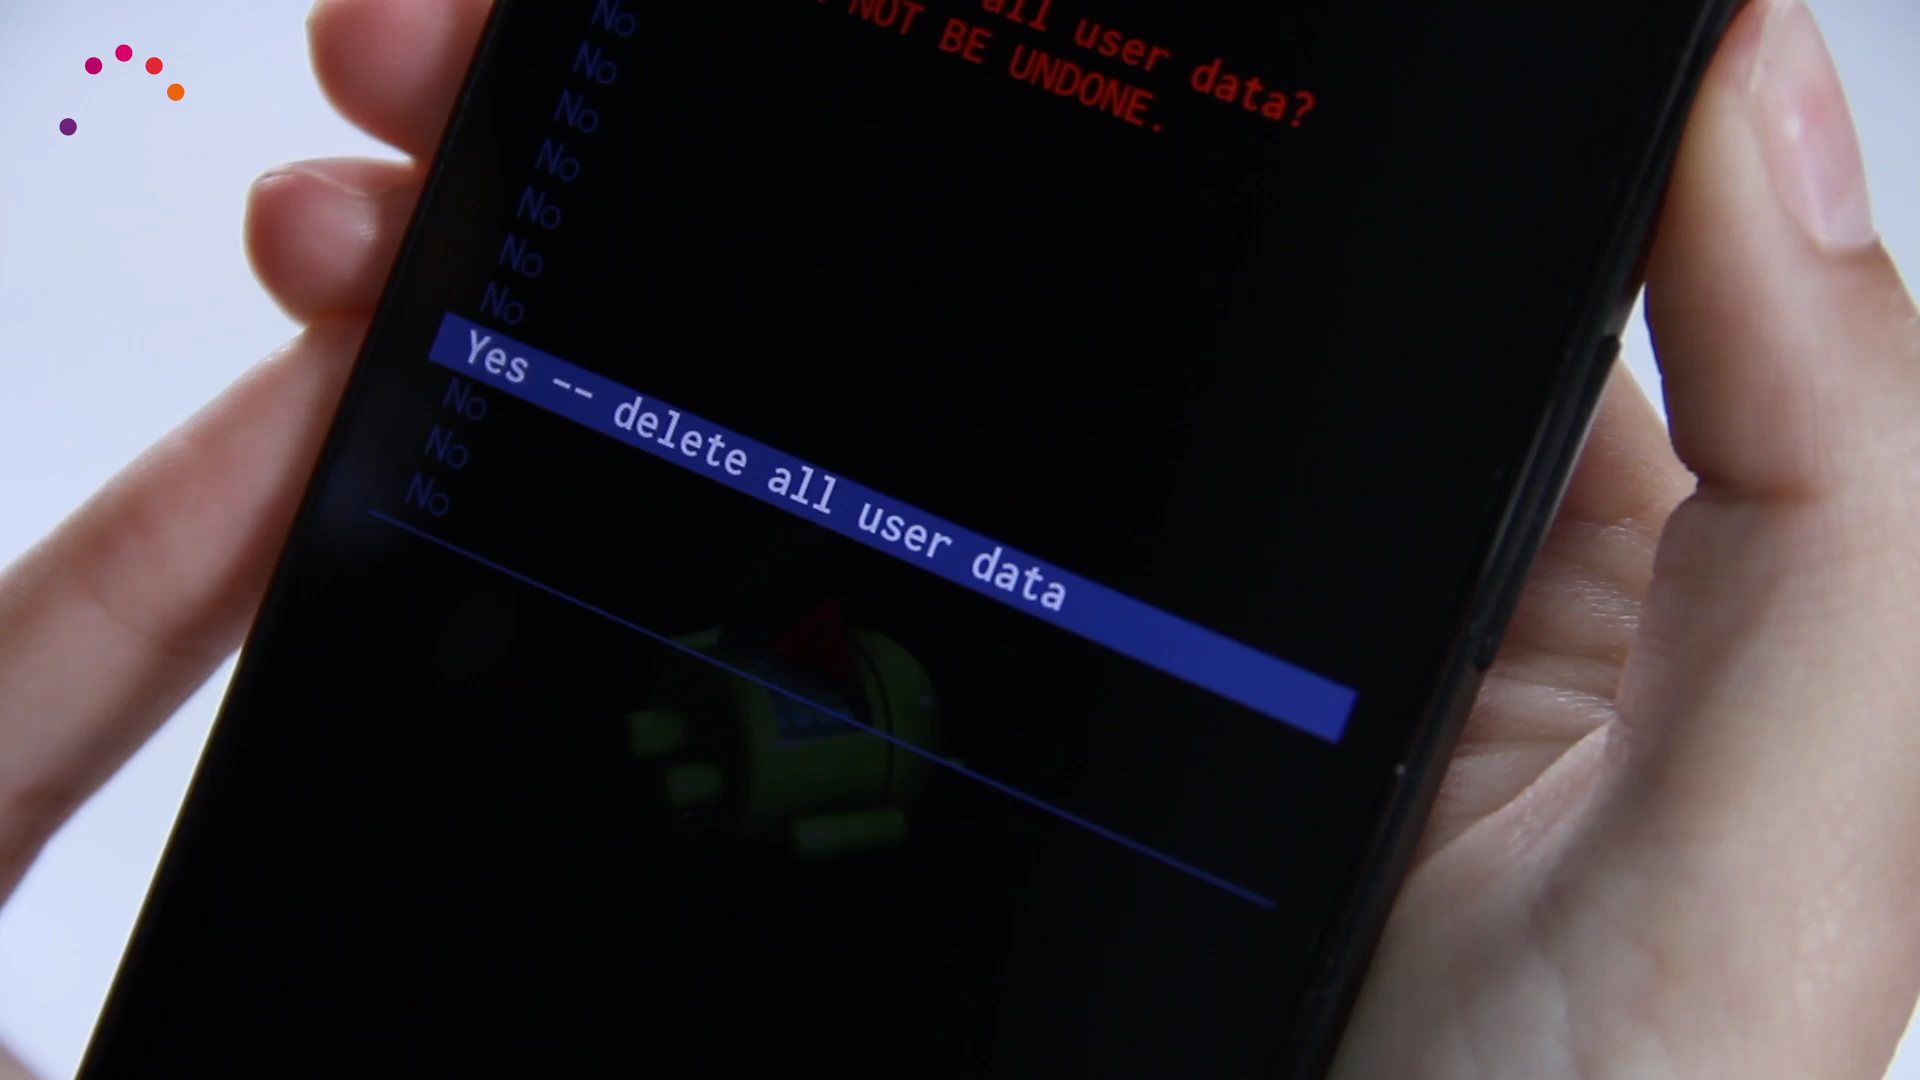 all user data?
NOT BE UNDONE.
No
No
No
No
No
No
No
Yes -- delete all user data
No
No
No